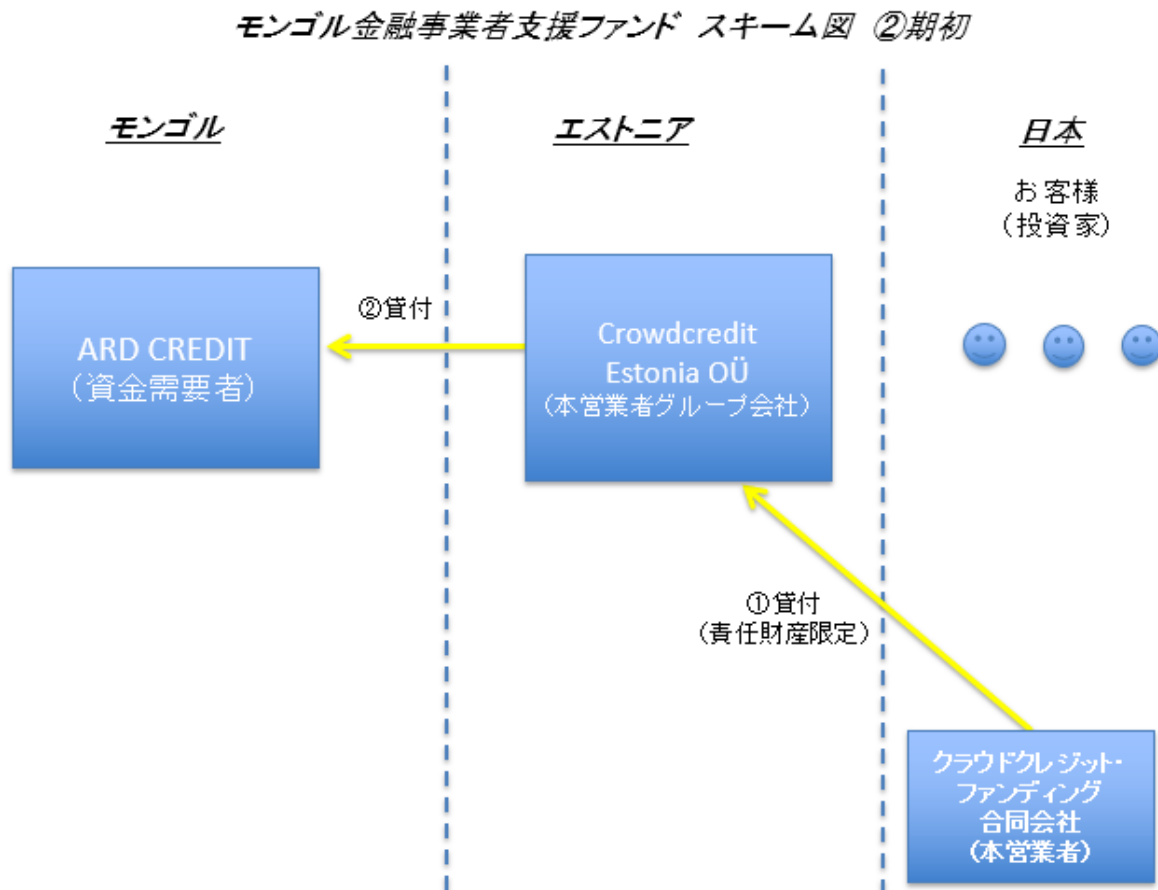 モンゴル金融事業者支援ファンド スキーム図 ②期初
モンゴル
エストニア
日本
お客様
（投資家）
②貸付
ARD CREDIT
（資金需要者）
Crowdcredit
Estonia OÜ
（本営業者グループ会社）
①貸付
（責任財産限定）
クラウドクレジット・
ファンディング
合同会社
（本営業者）